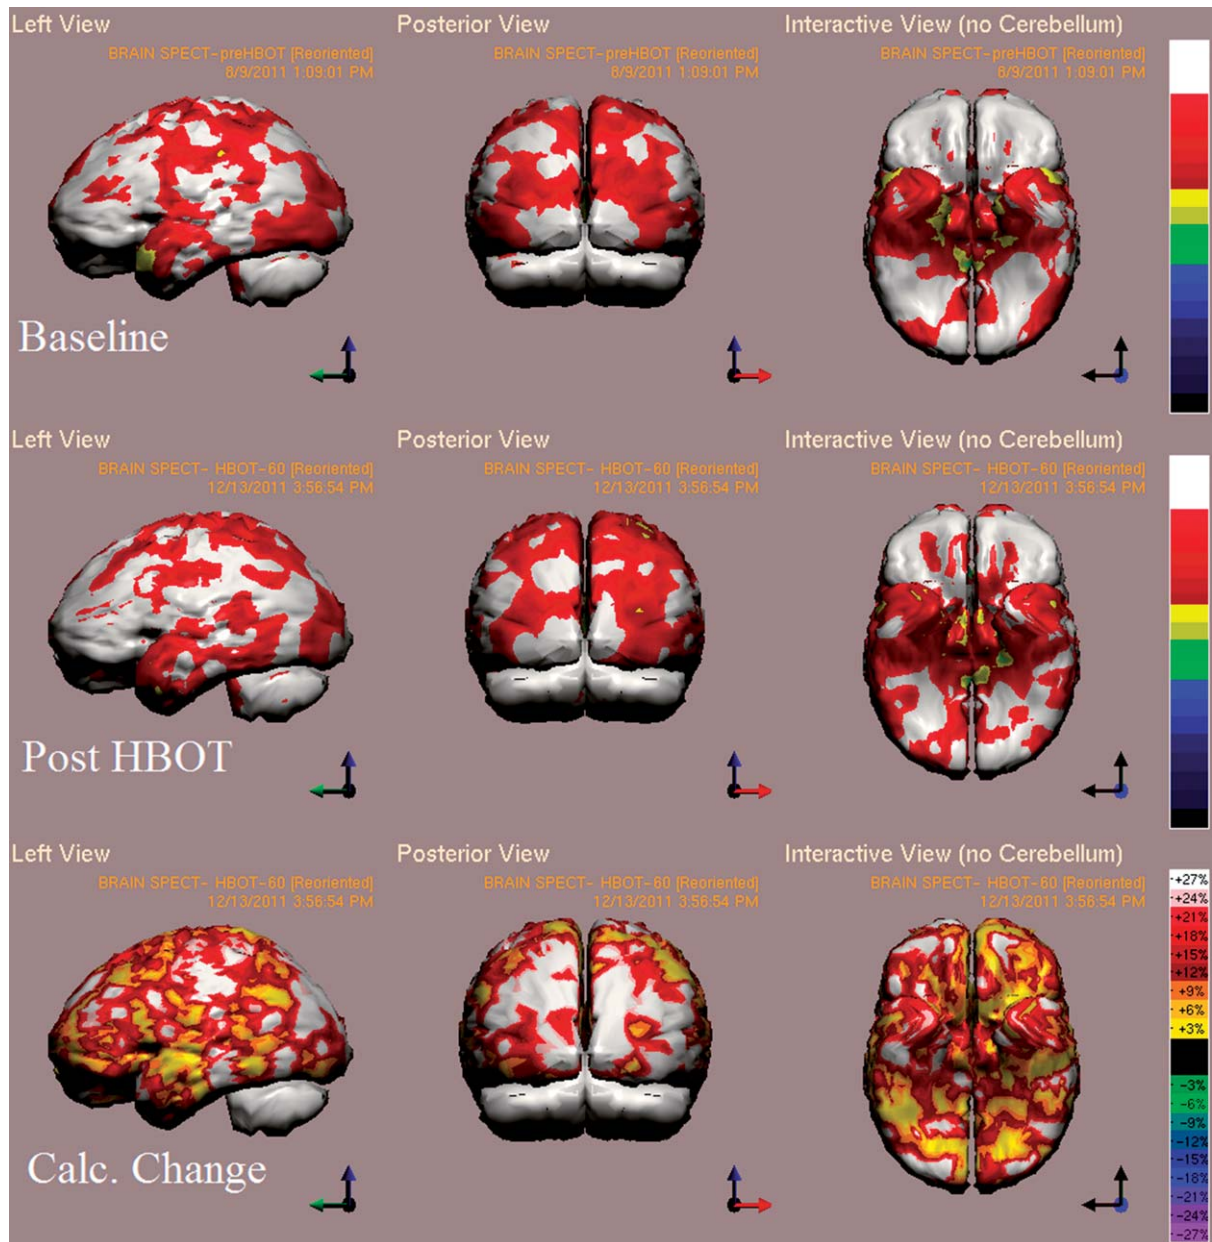 Left View
BRAIN SPECT-preHBOT [Reoriented]
8/9/2011 1:09:01 PM
Posterior View
BRAIN SPECT-preHBOT [Reoriented]
8/9/2011 1:09:01 PM
Interactive View (no Cerebellum)
BRAIN SPECT-preHBOT [Reoriented]
8/9/2011 1:09:01 PM
Baseline
Left View
BRAIN SPECT- HBOT-60 [Reoriented]
12/13/2011 3:56:54 PM
Posterior View
BRAIN SPECT- HBOT-60 [Reoriented]
12/13/2011 3:56:54 PM
Interactive View (no Cerebellum)
BRAIN SPECT- HBOT-60 [Reoriented]
12/13/2011 3:56:54 PM
Post HBOT
Left View
BRAIN SPECT- HBOT-60 [Reoriented]
12/13/2011 3:56:54 PM
Posterior View
BRAIN SPECT- HBOT-60 [Reoriented]
12/13/2011 3:56:54 PM
Interactive View (no Cerebellum)
BRAIN SPECT- HBOT-60 [Reoriented]
12/13/2011 3:56:54 PM
Calc. Change
+27%
+24%
+21%
+18%
+15%
+12%
+9%
+6%
+3%
-3%
-6%
-9%
-12%
-15%
-18%
-21%
-24%
-27%